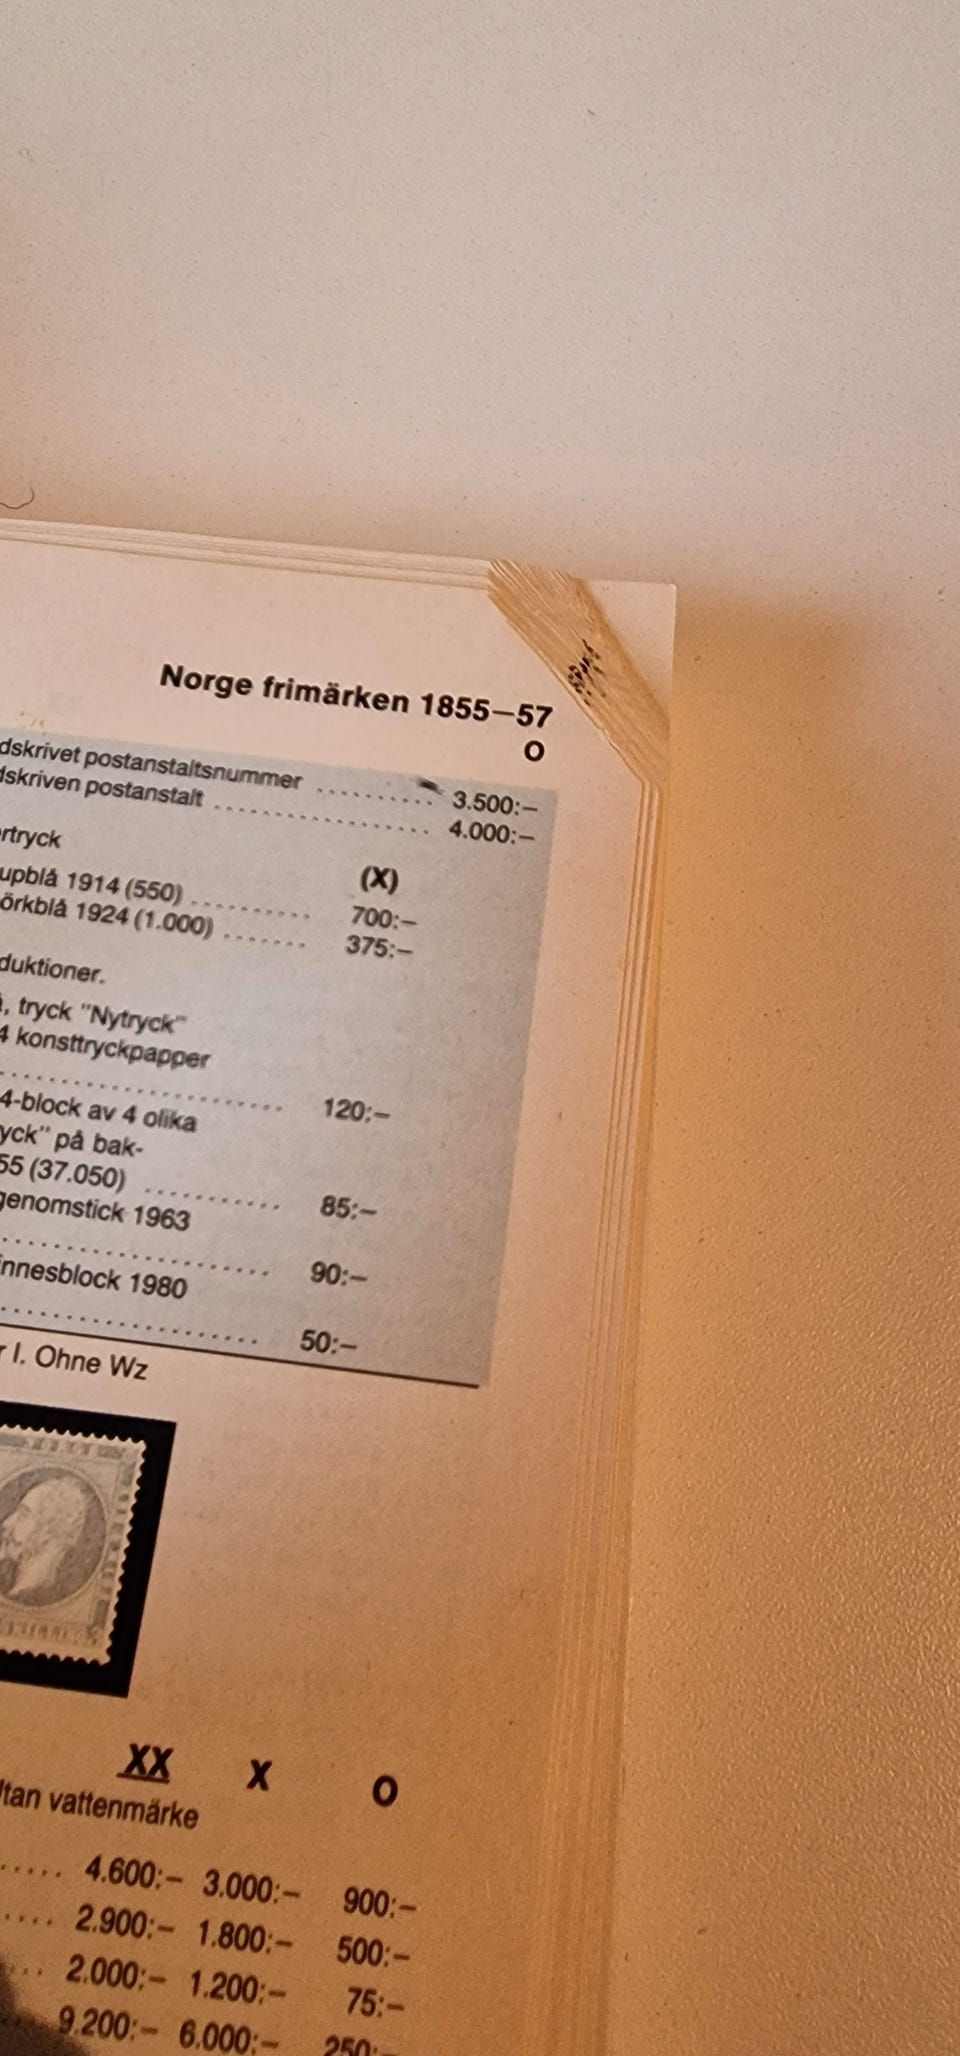 Norge frimärken 1855–57
O
dskrivet postanstaltsnummer .......... 3.500:–
dskriven postanstalt .................. 4.000:–
rtryck
(X)
upblå 1914 (550) .......... 700:–
örkblå 1924 (1.000) ....... 375:–
duktioner.
, tryck "Nytryck"
4 konsttryckpapper
.................... 120:–
4-block av 4 olika
yck" på bak-
55 (37.050) ............ 85:–
genomstick 1963
.................... 90:–
innesblock 1980
.................... 50:–
r I. Ohne Wz
XX X O
tan vattenmärke
..... 4.600:– 3.000:– 900:–
.... 2.900:– 1.800:– 500:–
... 2.000:– 1.200:– 75:–
9.200:– 6.000:– 250:–